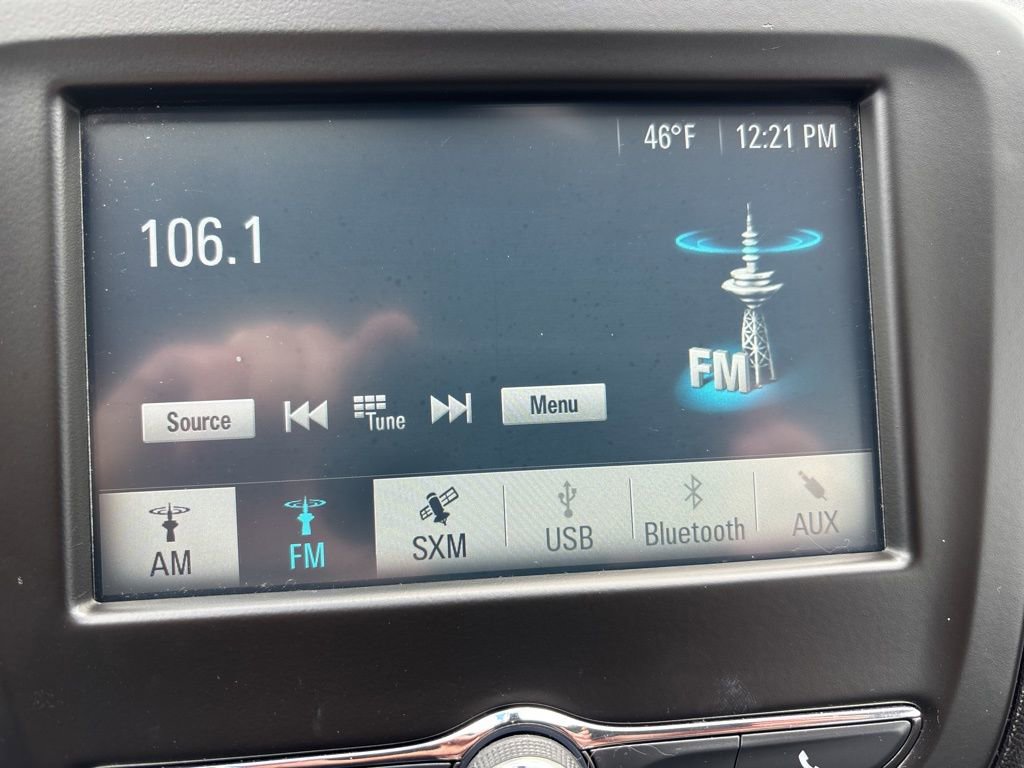 46°F 12:21 PM
106.1
FM
Source Tune Menu
AM FM SXM USB Bluetooth AUX